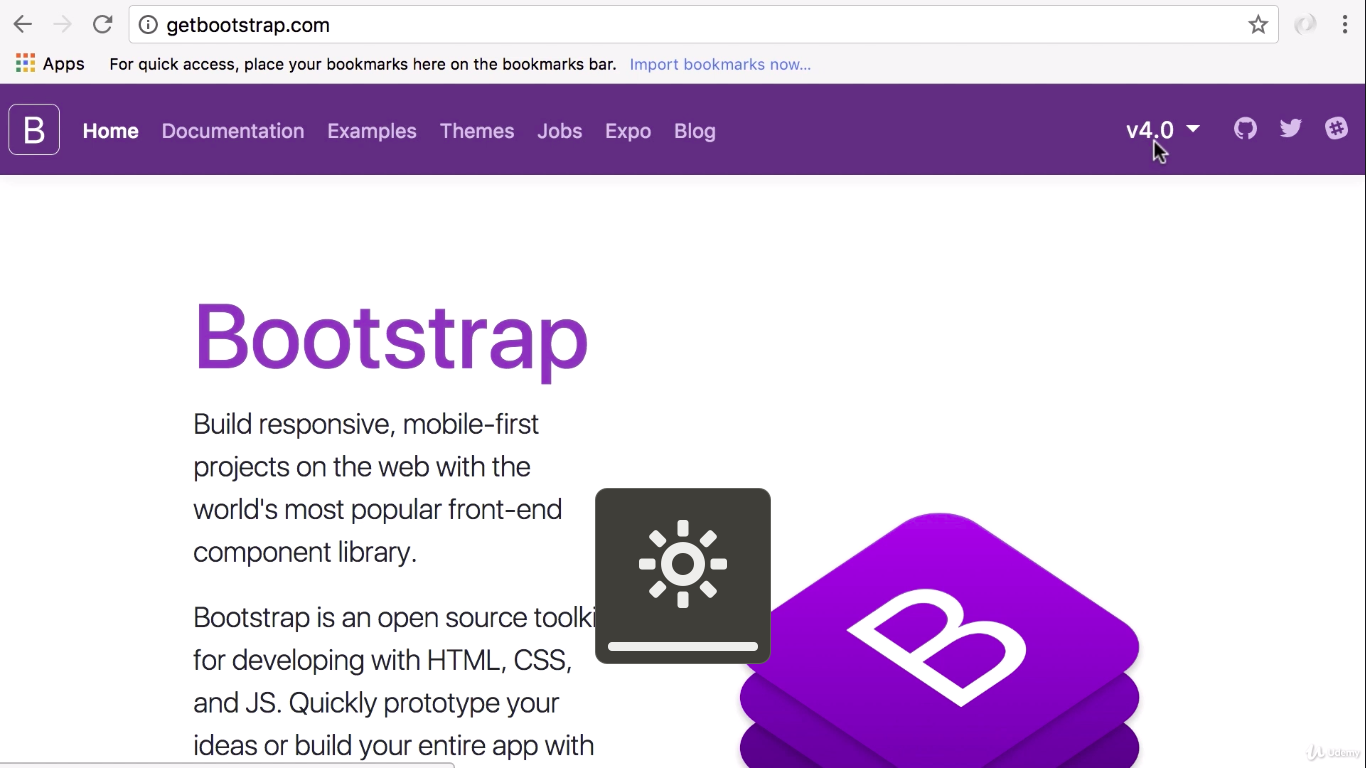 getbootstrap.com
Apps For quick access, place your bookmarks here on the bookmarks bar. Import bookmarks now...
B Home Documentation Examples Themes Jobs Expo Blog v4.0
Bootstrap
Build responsive, mobile-first
projects on the web with the
world's most popular front-end
component library.
Bootstrap is an open source toolki
for developing with HTML, CSS,
and JS. Quickly prototype your
ideas or build your entire app with
B
Udemy